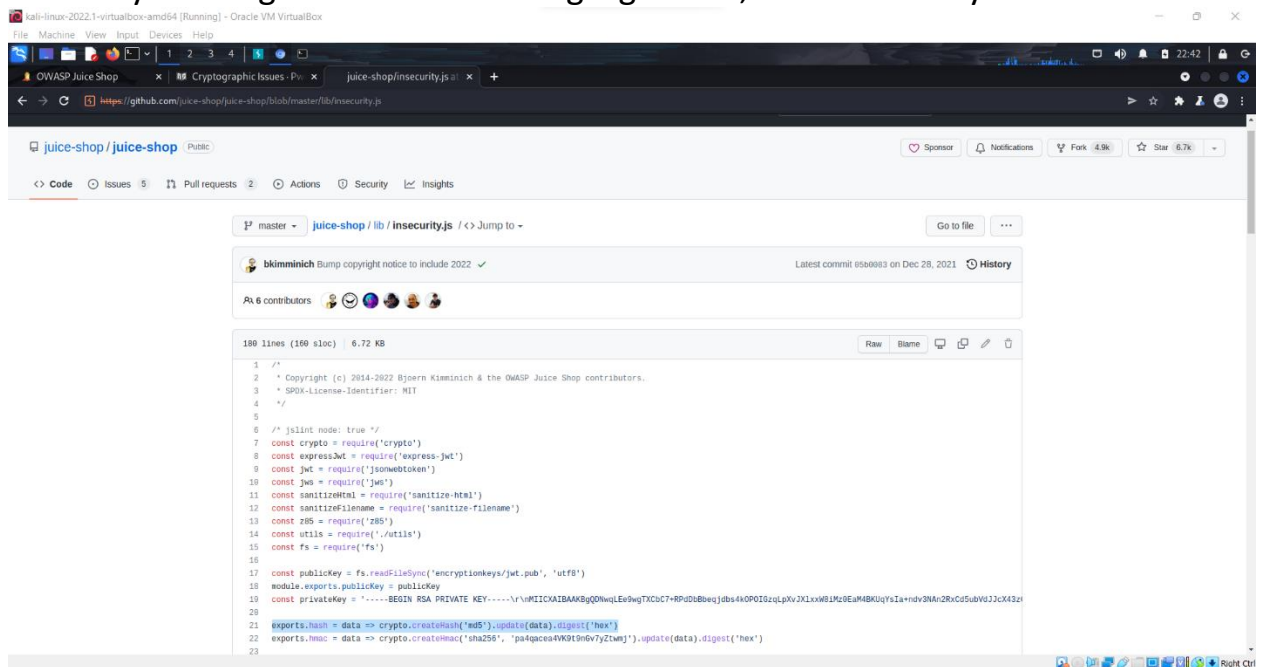 kali-linux-2022.1-virtualbox-amd64 [Running] - Oracle VM VirtualBox
File Machine View Input Devices Help
1 2 3 4
22:42
OWASP Juice Shop
Cryptographic Issues · Pw
juice-shop/insecurity.js at
https://github.com/juice-shop/juice-shop/blob/master/lib/insecurity.js
juice-shop / juice-shop Public
Sponsor Notifications Fork 4.9k Star 6.7k
Code Issues 5 Pull requests 2 Actions Security Insights
master juice-shop / lib / insecurity.js / <> Jump to
Go to file ...
bkimminich Bump copyright notice to include 2022
Latest commit 05b0083 on Dec 28, 2021 History
6 contributors
180 lines (160 sloc) 6.72 KB
Raw Blame
1 /*
2 * Copyright (c) 2014-2022 Bjoern Kimminich & the OWASP Juice Shop contributors.
3 * SPDX-License-Identifier: MIT
4 */
5
6 /* jslint node: true */
7 const crypto = require('crypto')
8 const expressJwt = require('express-jwt')
9 const jwt = require('jsonwebtoken')
10 const jws = require('jws')
11 const sanitizeHtml = require('sanitize-html')
12 const sanitizeFilename = require('sanitize-filename')
13 const z85 = require('z85')
14 const utils = require('./utils')
15 const fs = require('fs')
16
17 const publicKey = fs.readFileSync('encryptionkeys/jwt.pub', 'utf8')
18 module.exports.publicKey = publicKey
19 const privateKey = '-----BEGIN RSA PRIVATE KEY-----\r\nMIICXAIBAAKBgQDNwqLEe9wgTXCbC7+RPdDbBbeqjdbs4kOPOIGzqLpXvJXlxxW8iMz0EaM4BKUqYsIa+ndv3NAn2RxCd5ubVdJJcX43z
20
21 exports.hash = data => crypto.createHash('md5').update(data).digest('hex')
22 exports.hmac = data => crypto.createHmac('sha256', 'pa4qacea4VK9t9nGv7yZtwmj').update(data).digest('hex')
23
Right Ctrl